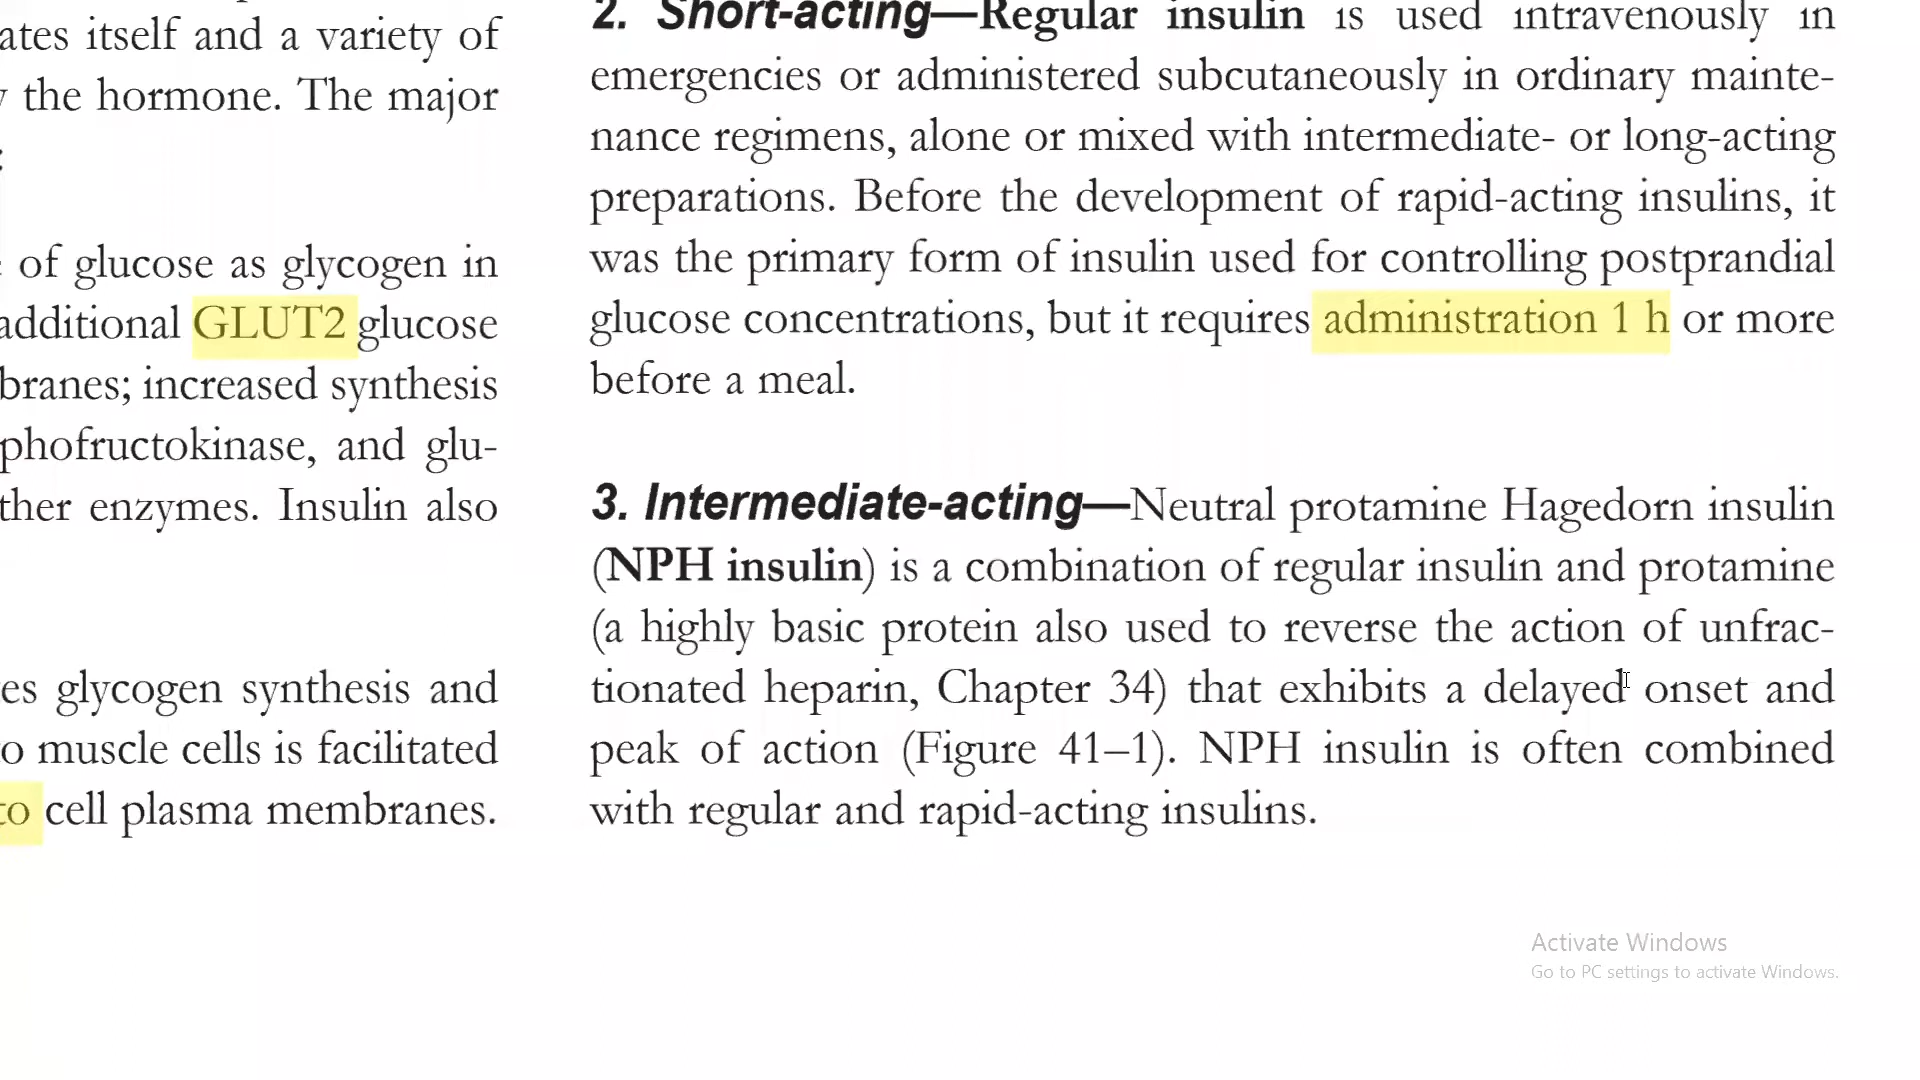 ates itself and a variety of
the hormone. The major
:
of glucose as glycogen in
additional GLUT2 glucose
branes; increased synthesis
phofructokinase, and glu-
ther enzymes. Insulin also
es glycogen synthesis and
o muscle cells is facilitated
to cell plasma membranes.
2. Short-acting—Regular insulin is used intravenously in
emergencies or administered subcutaneously in ordinary mainte-
nance regimens, alone or mixed with intermediate- or long-acting
preparations. Before the development of rapid-acting insulins, it
was the primary form of insulin used for controlling postprandial
glucose concentrations, but it requires administration 1 h or more
before a meal.
3. Intermediate-acting—Neutral protamine Hagedorn insulin
(NPH insulin) is a combination of regular insulin and protamine
(a highly basic protein also used to reverse the action of unfrac-
tionated heparin, Chapter 34) that exhibits a delayed onset and
peak of action (Figure 41–1). NPH insulin is often combined
with regular and rapid-acting insulins.
Activate Windows
Go to PC settings to activate Windows.